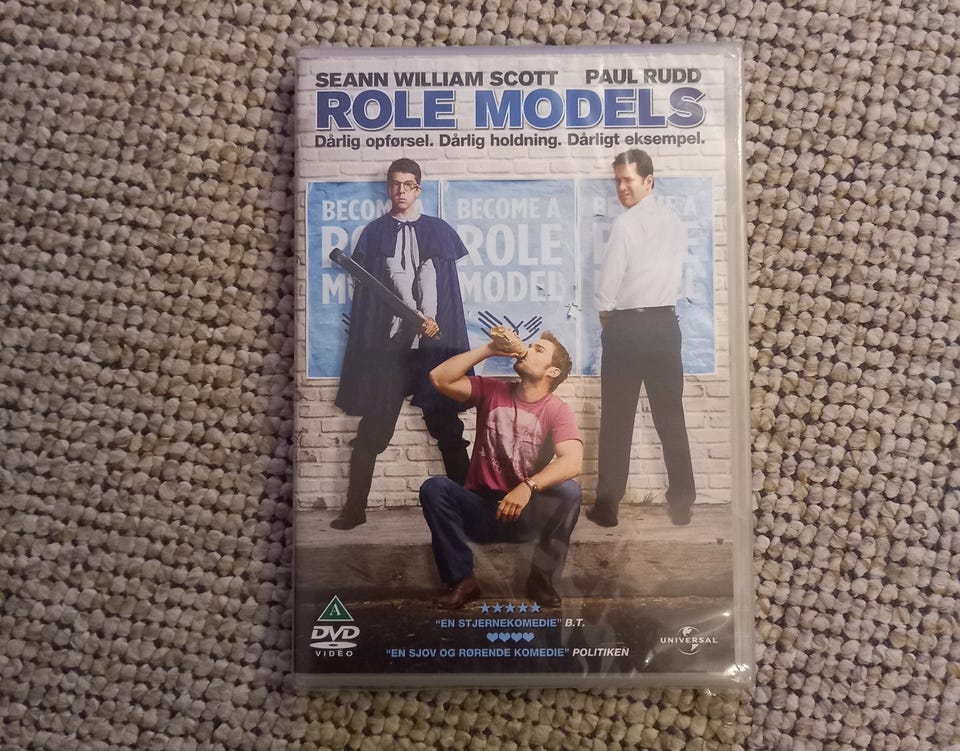 SEANN WILLIAM SCOTT PAUL RUDD
ROLE MODELS
Dårlig opførsel. Dårlig holdning. Dårligt eksempel.
BECOME A
ROLE
MODEL
A
DVD
VIDEO
"EN STJERNEKOMEDIE" B.T.
"EN SJOV OG RØRENDE KOMEDIE" POLITIKEN
UNIVERSAL